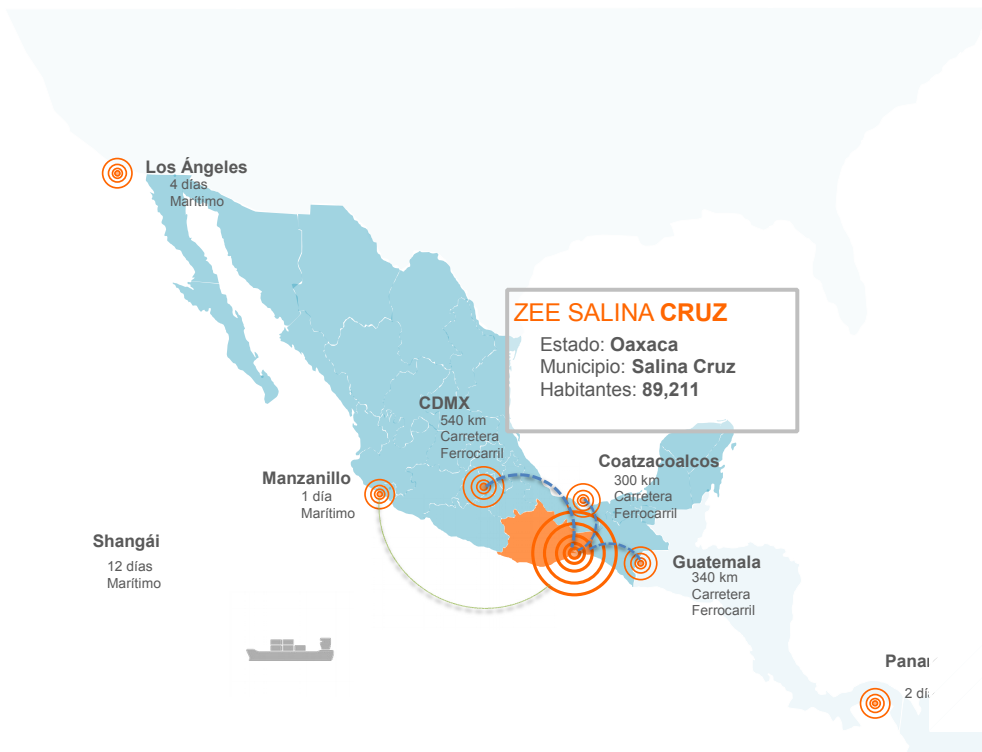 Los Ángeles
4 días
Marítimo
ZEE SALINA CRUZ
Estado: Oaxaca
Municipio: Salina Cruz
Habitantes: 89,211
CDMX
540 km
Carretera
Ferrocarril
Coatzacoalcos
300 km
Carretera
Ferrocarril
Manzanillo
1 día
Marítimo
Shangái
12 días
Marítimo
Guatemala
340 km
Carretera
Ferrocarril
2